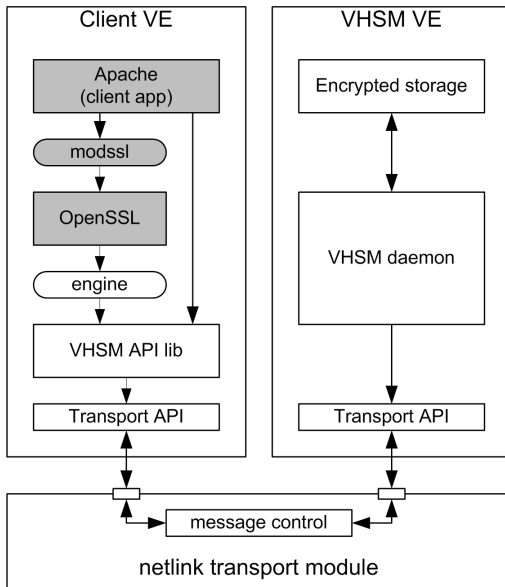 Client VE
Apache
(client app)
modssl
OpenSSL
engine
VHSM API lib
Transport API
VHSM VE
Encrypted storage
VHSM daemon
Transport API
message control
netlink transport module